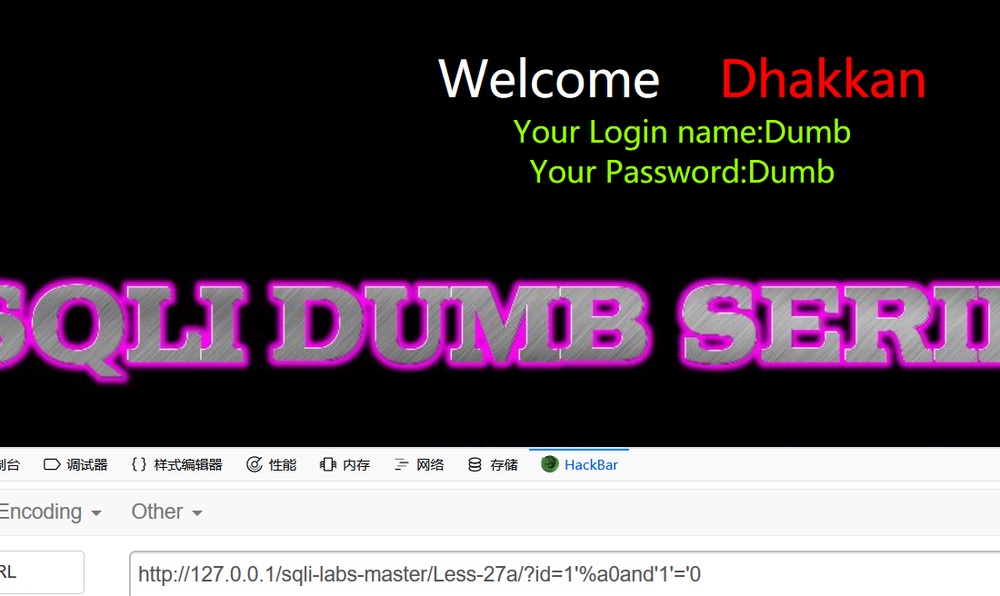 Welcome Dhakkan
Your Login name:Dumb
Your Password:Dumb
SQLI DUMB SERI
制台 调试器 {} 样式编辑器 性能 内存 网络 存储 HackBar
Encoding Other
RL
http://127.0.0.1/sqli-labs-master/Less-27a/?id=1'%a0and'1'='0